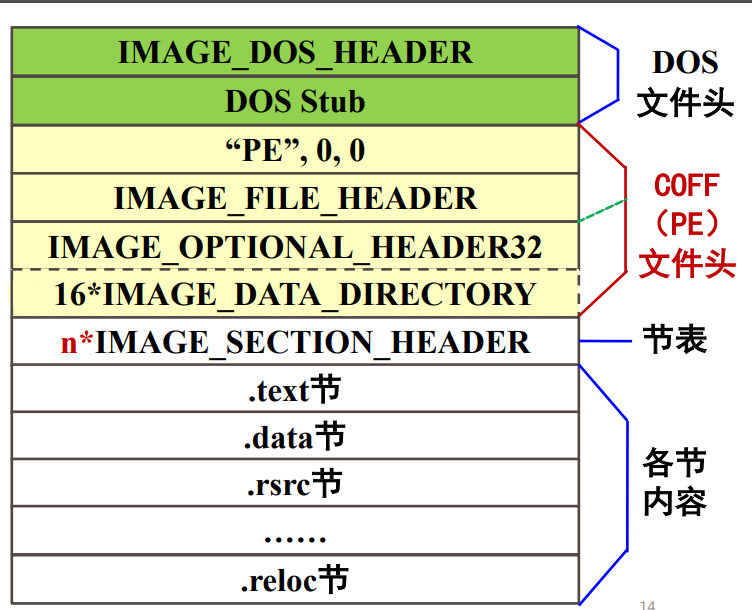 IMAGE_DOS_HEADER
DOS Stub
“PE”, 0, 0
IMAGE_FILE_HEADER
IMAGE_OPTIONAL_HEADER32
16*IMAGE_DATA_DIRECTORY
n*IMAGE_SECTION_HEADER
.text节
.data节
.rsrc节
……
.reloc节
DOS
文件头
COFF
（PE）
文件头
节表
各节
内容
14